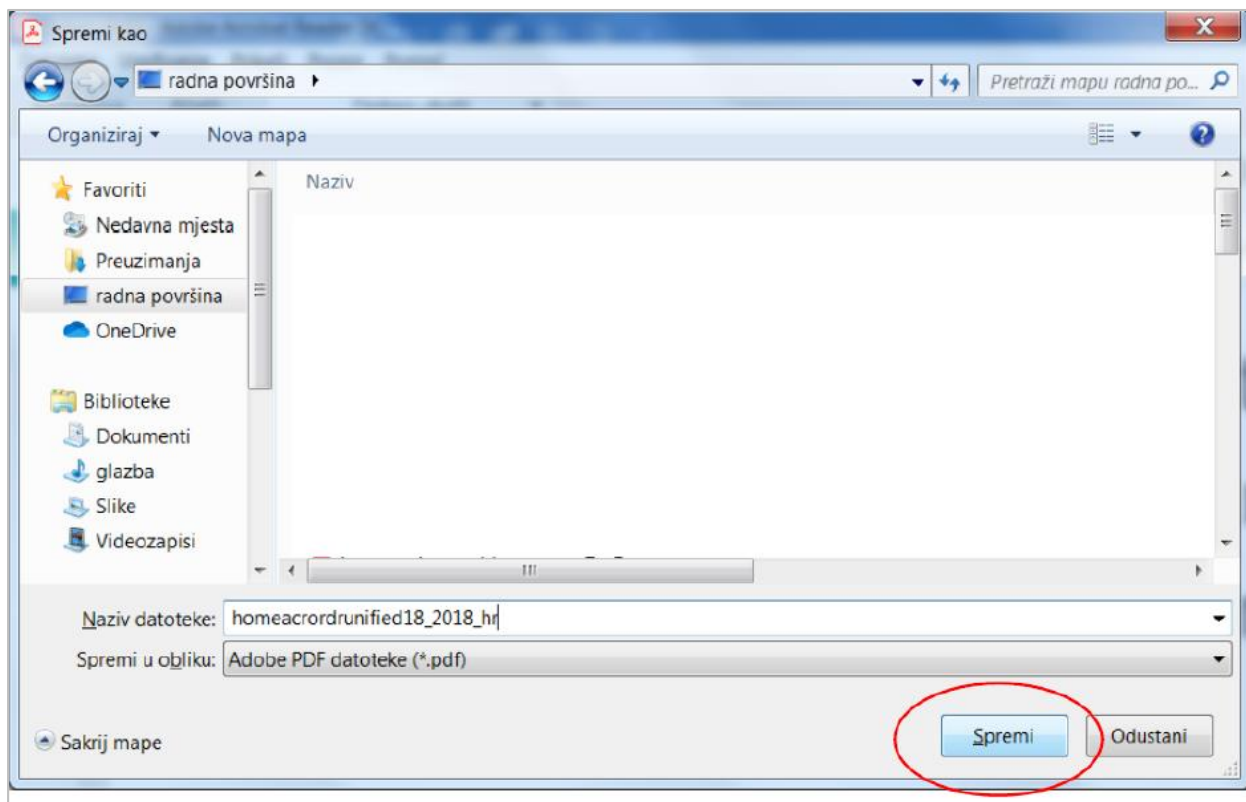 Spremi kao
radna površina
Pretraži mapu radna po...
Organiziraj
Nova mapa
Favoriti
Nedavna mjesta
Preuzimanja
radna površina
OneDrive
Biblioteke
Dokumenti
glazba
Slike
Videozapisi
Naziv
Naziv datoteke: homeacrordrunified18_2018_hr
Spremi u obliku: Adobe PDF datoteke (*.pdf)
Sakrij mape
Spremi
Odustani